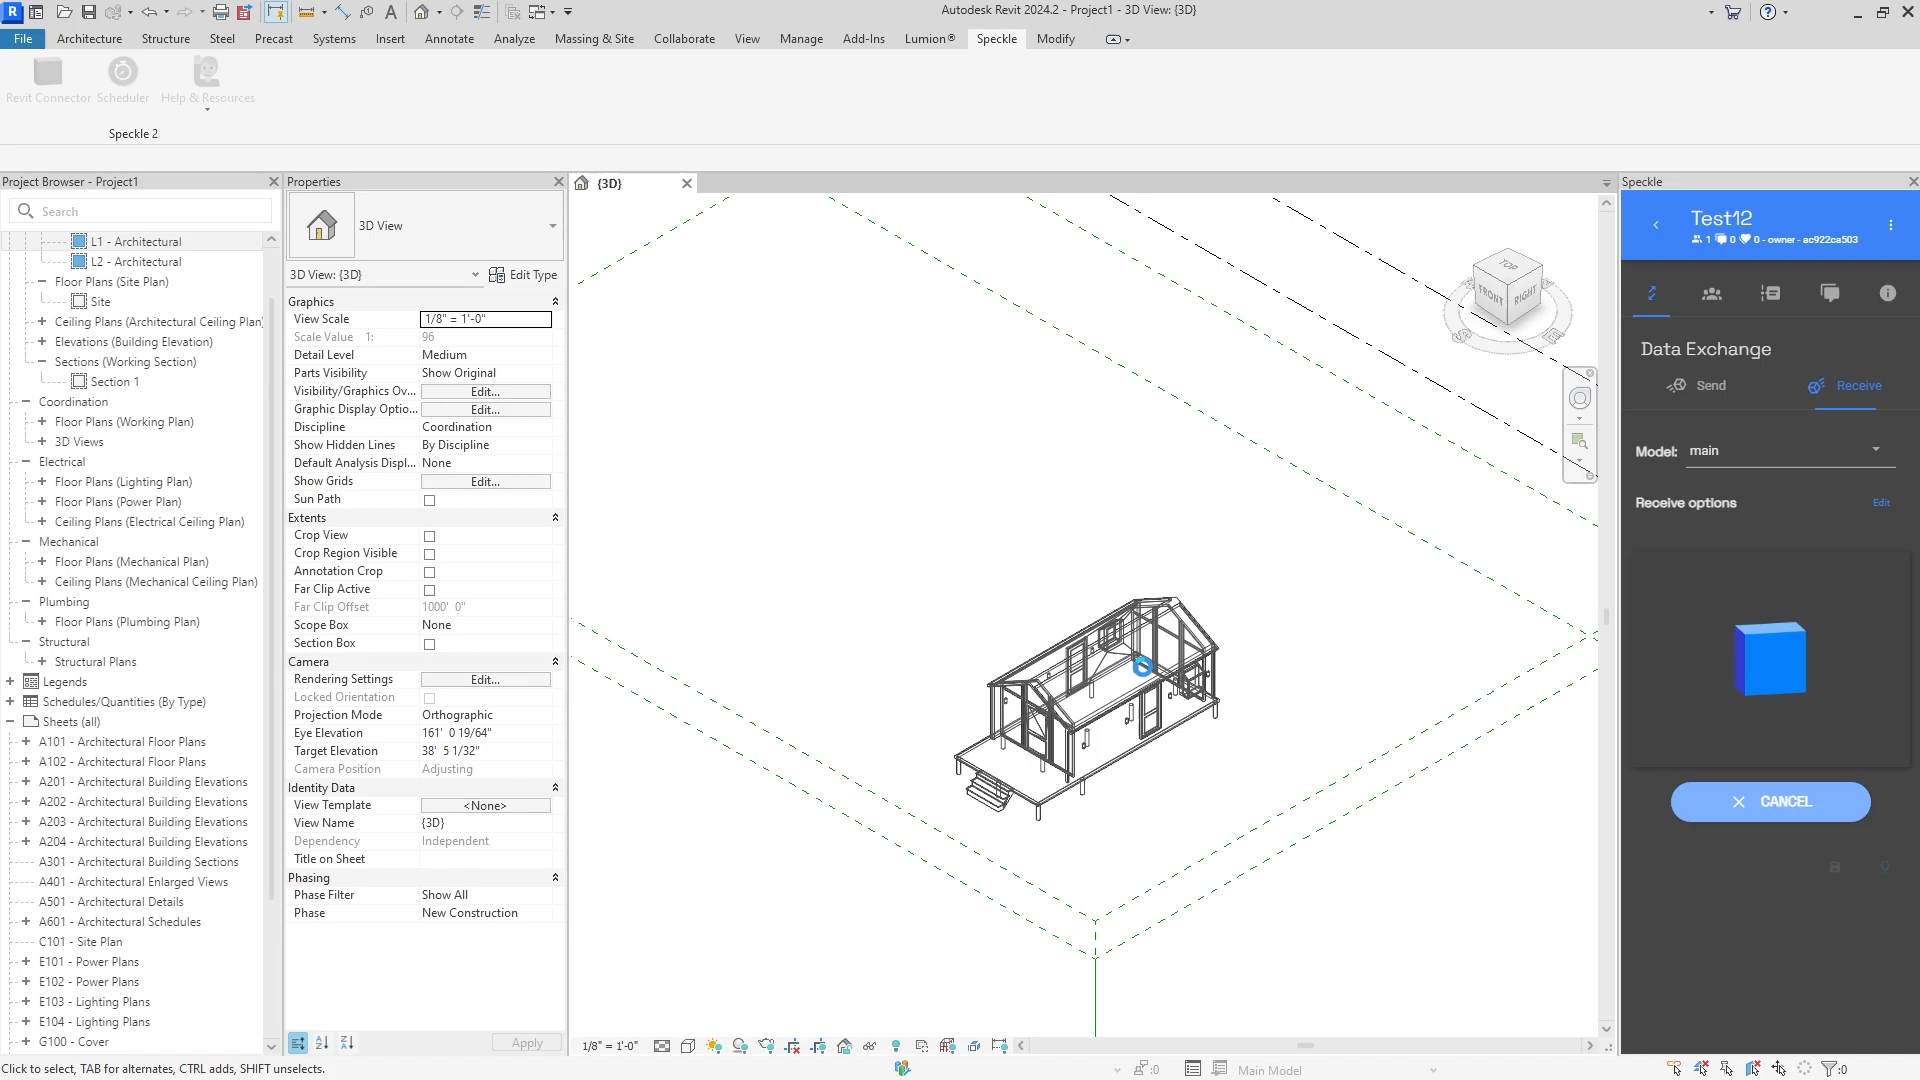 Autodesk Revit 2024.2 - Project1 - 3D View: {3D}
File Architecture Structure Steel Precast Systems Insert Annotate Analyze Massing & Site Collaborate View Manage Add-Ins Lumion® Speckle Modify
Revit Connector Scheduler Help & Resources
Speckle 2
Project Browser - Project1
Search
L1 - Architectural
L2 - Architectural
Floor Plans (Site Plan)
Site
Ceiling Plans (Architectural Ceiling Plan)
Elevations (Building Elevation)
Sections (Working Section)
Section 1
Coordination
Floor Plans (Working Plan)
3D Views
Electrical
Floor Plans (Lighting Plan)
Floor Plans (Power Plan)
Ceiling Plans (Electrical Ceiling Plan)
Mechanical
Floor Plans (Mechanical Plan)
Ceiling Plans (Mechanical Ceiling Plan)
Plumbing
Floor Plans (Plumbing Plan)
Structural
Structural Plans
Legends
Schedules/Quantities (By Type)
Sheets (all)
A101 - Architectural Floor Plans
A102 - Architectural Floor Plans
A201 - Architectural Building Elevations
A202 - Architectural Building Elevations
A203 - Architectural Building Elevations
A204 - Architectural Building Elevations
A301 - Architectural Building Sections
A401 - Architectural Enlarged Views
A501 - Architectural Details
A601 - Architectural Schedules
C101 - Site Plan
E101 - Power Plans
E102 - Power Plans
E103 - Lighting Plans
E104 - Lighting Plans
G100 - Cover
Properties
3D View
3D View: {3D} Edit Type
Graphics
View Scale 1/8" = 1'-0"
Scale Value 1: 96
Detail Level Medium
Parts Visibility Show Original
Visibility/Graphics Ov... Edit...
Graphic Display Optio... Edit...
Discipline Coordination
Show Hidden Lines By Discipline
Default Analysis Displ... None
Show Grids Edit...
Sun Path
Extents
Crop View
Crop Region Visible
Annotation Crop
Far Clip Active
Far Clip Offset 1000' 0"
Scope Box None
Section Box
Camera
Rendering Settings Edit...
Locked Orientation
Projection Mode Orthographic
Eye Elevation 161' 0 19/64"
Target Elevation 38' 5 1/32"
Camera Position Adjusting
Identity Data
View Template <None>
View Name {3D}
Dependency Independent
Title on Sheet
Phasing
Phase Filter Show All
Phase New Construction
Apply
{3D}
TOP
FRONT RIGHT
S E
1/8" = 1'-0"
Speckle
Test12
1 0 0 - owner - ac922ca503
Data Exchange
Send Receive
Model: main
Receive options Edit
CANCEL
Click to select, TAB for alternates, CTRL adds, SHIFT unselects.
:0 Main Model :0